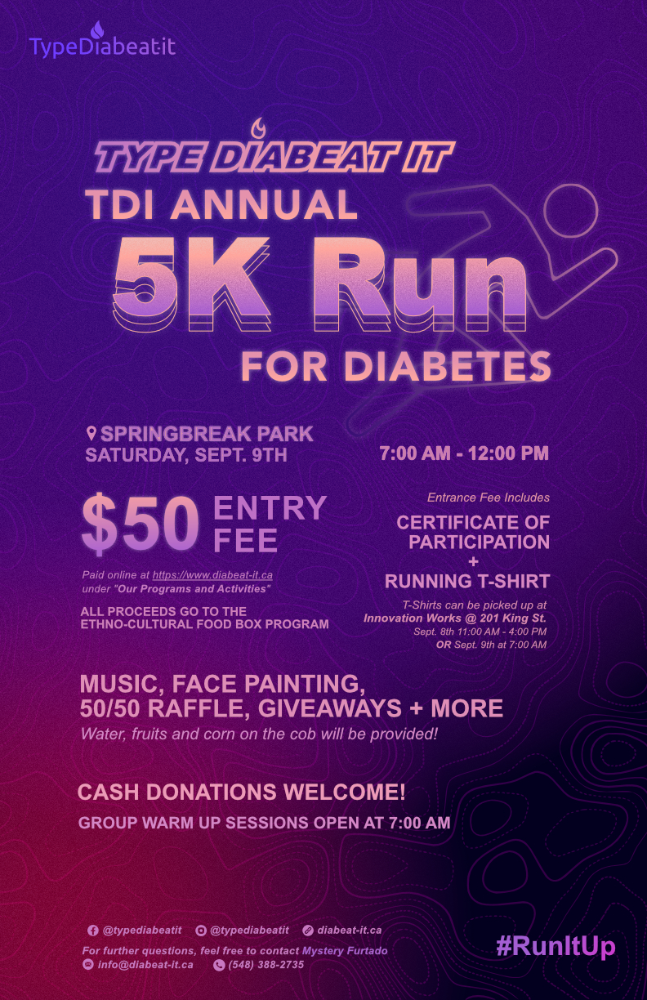 TypeDiabeat·it
TYPE DIABEAT IT
TDI ANNUAL
5K Run
FOR DIABETES
SPRINGBREAK PARK
SATURDAY, SEPT. 9TH
7:00 AM - 12:00 PM
$50 ENTRY
FEE
Paid online at https://www.diabeat-it.ca
under "Our Programs and Activities"
ALL PROCEEDS GO TO THE
ETHNO-CULTURAL FOOD BOX PROGRAM
Entrance Fee Includes
CERTIFICATE OF
PARTICIPATION
+
RUNNING T-SHIRT
T-Shirts can be picked up at
Innovation Works @ 201 King St.
Sept. 8th 11:00 AM - 4:00 PM
OR Sept. 9th at 7:00 AM
MUSIC, FACE PAINTING,
50/50 RAFFLE, GIVEAWAYS + MORE
Water, fruits and corn on the cob will be provided!
CASH DONATIONS WELCOME!
GROUP WARM UP SESSIONS OPEN AT 7:00 AM
@typediabeatit @typediabeatit diabeat-it.ca
For further questions, feel free to contact Mystery Furtado
info@diabeat-it.ca (548) 388-2735
#RunItUp